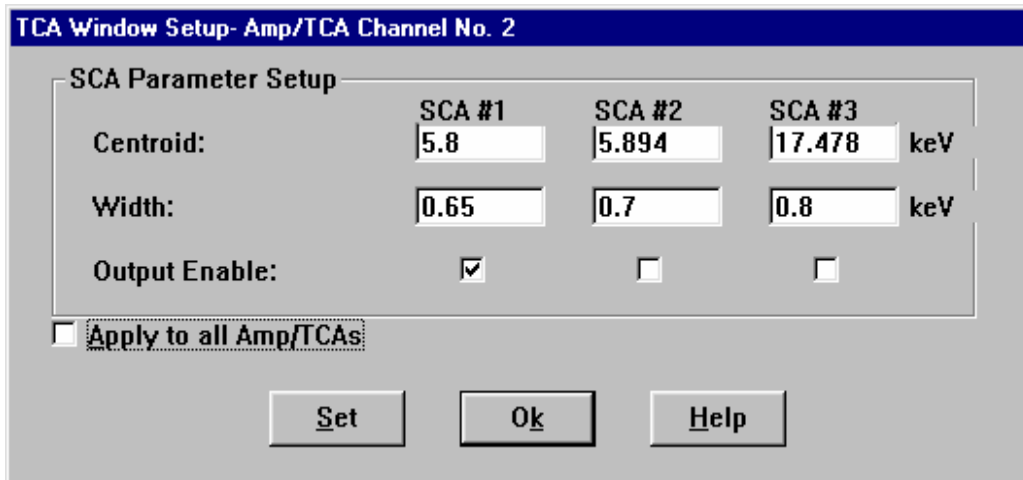 TCA Window Setup- Amp/TCA Channel No. 2
SCA Parameter Setup
SCA #1 SCA #2 SCA #3
Centroid: 5.8 5.894 17.478 keV
Width: 0.65 0.7 0.8 keV
Output Enable:
Apply to all Amp/TCAs
Set Ok Help